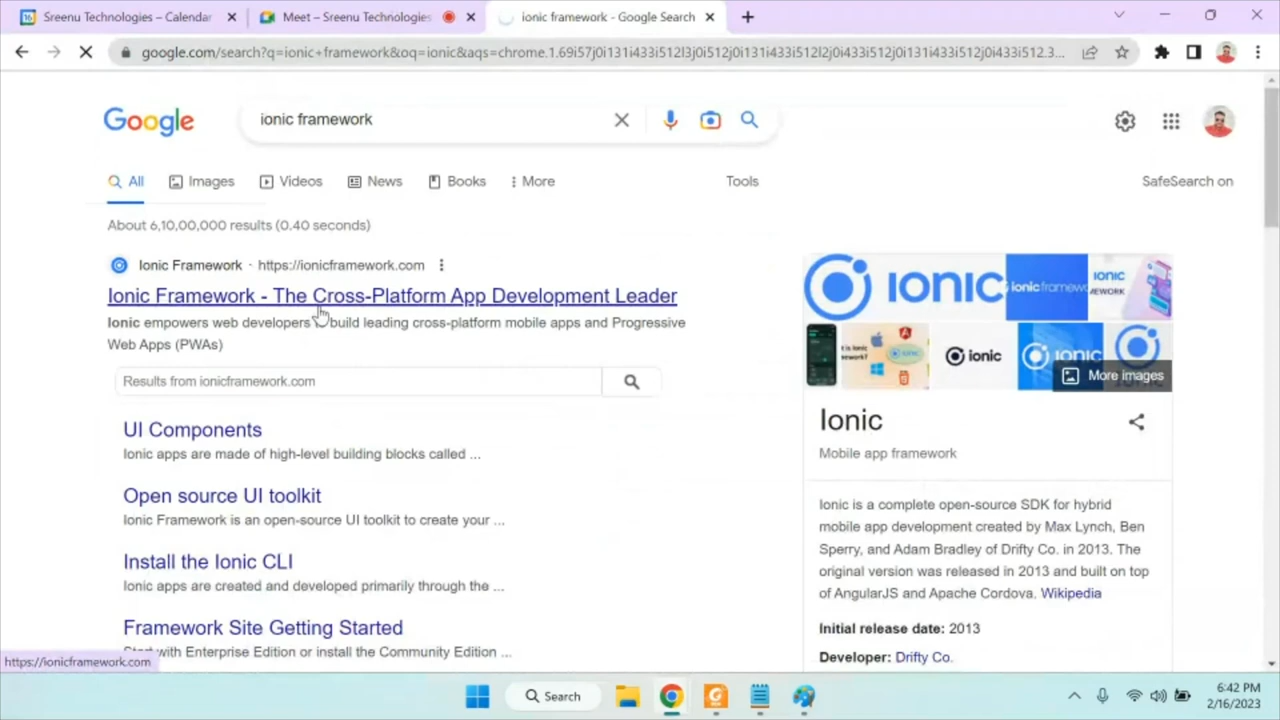 Sreenu Technologies – Calendar
Meet – Sreenu Technologies
ionic framework - Google Search
google.com/search?q=ionic+framework&oq=ionic&aqs=chrome.1.69i57j0i131i433i512l3j0i512j0i131i433i512l2j0i433i512j0i131i433i512j0i512.3...
Google
ionic framework
All
Images
Videos
News
Books
More
Tools
SafeSearch on
About 6,10,00,000 results (0.40 seconds)
Ionic Framework · https://ionicframework.com
Ionic Framework - The Cross-Platform App Development Leader
Ionic empowers web developers build leading cross-platform mobile apps and Progressive
Web Apps (PWAs)
Results from ionicframework.com
UI Components
Ionic apps are made of high-level building blocks called ...
Open source UI toolkit
Ionic Framework is an open-source UI toolkit to create your ...
Install the Ionic CLI
Ionic apps are created and developed primarily through the ...
Framework Site Getting Started
Start with Enterprise Edition or install the Community Edition ...
IONIC
ionic
More images
Ionic
Mobile app framework
Ionic is a complete open-source SDK for hybrid
mobile app development created by Max Lynch, Ben
Sperry, and Adam Bradley of Drifty Co. in 2013. The
original version was released in 2013 and built on top
of AngularJS and Apache Cordova. Wikipedia
Initial release date: 2013
Developer: Drifty Co.
https://ionicframework.com
Search
6:42 PM
2/16/2023